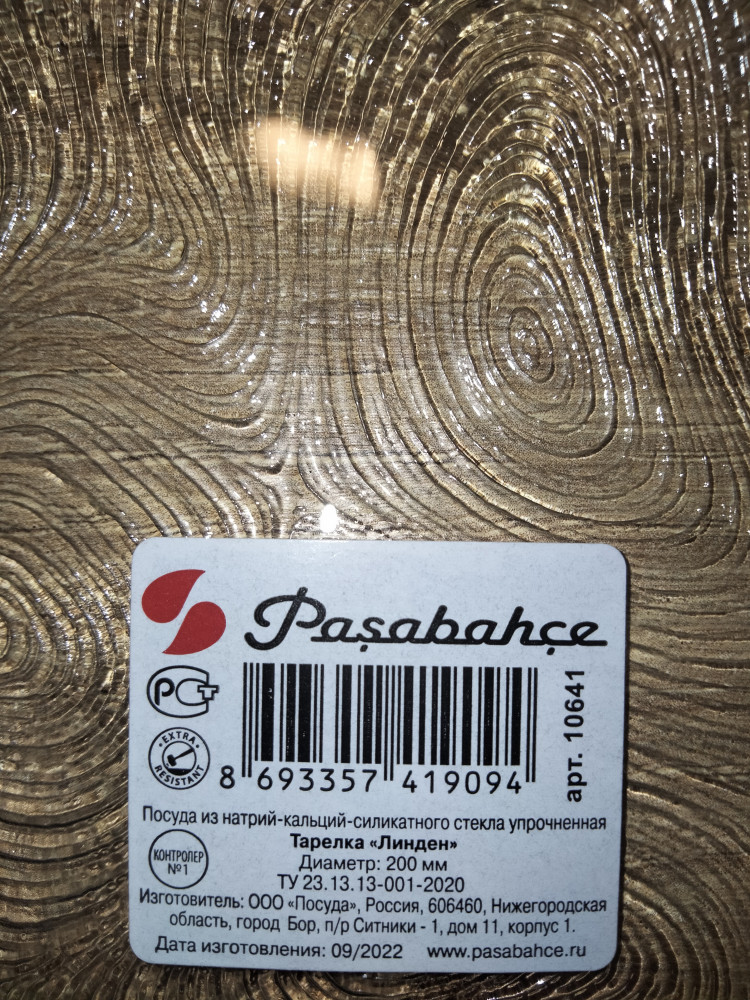 Paşabahçe
РСТ
EXTRA
RESISTANT
8 693357 419094
арт. 10641
Посуда из натрий-кальций-силикатного стекла упрочненная
Тарелка «Линден»
КОНТРОЛЕР
№1
Диаметр: 200 мм
ТУ 23.13.13-001-2020
Изготовитель: ООО «Посуда», Россия, 606460, Нижегородская
область, город Бор, п/р Ситники - 1, дом 11, корпус 1.
Дата изготовления: 09/2022 www.pasabahce.ru